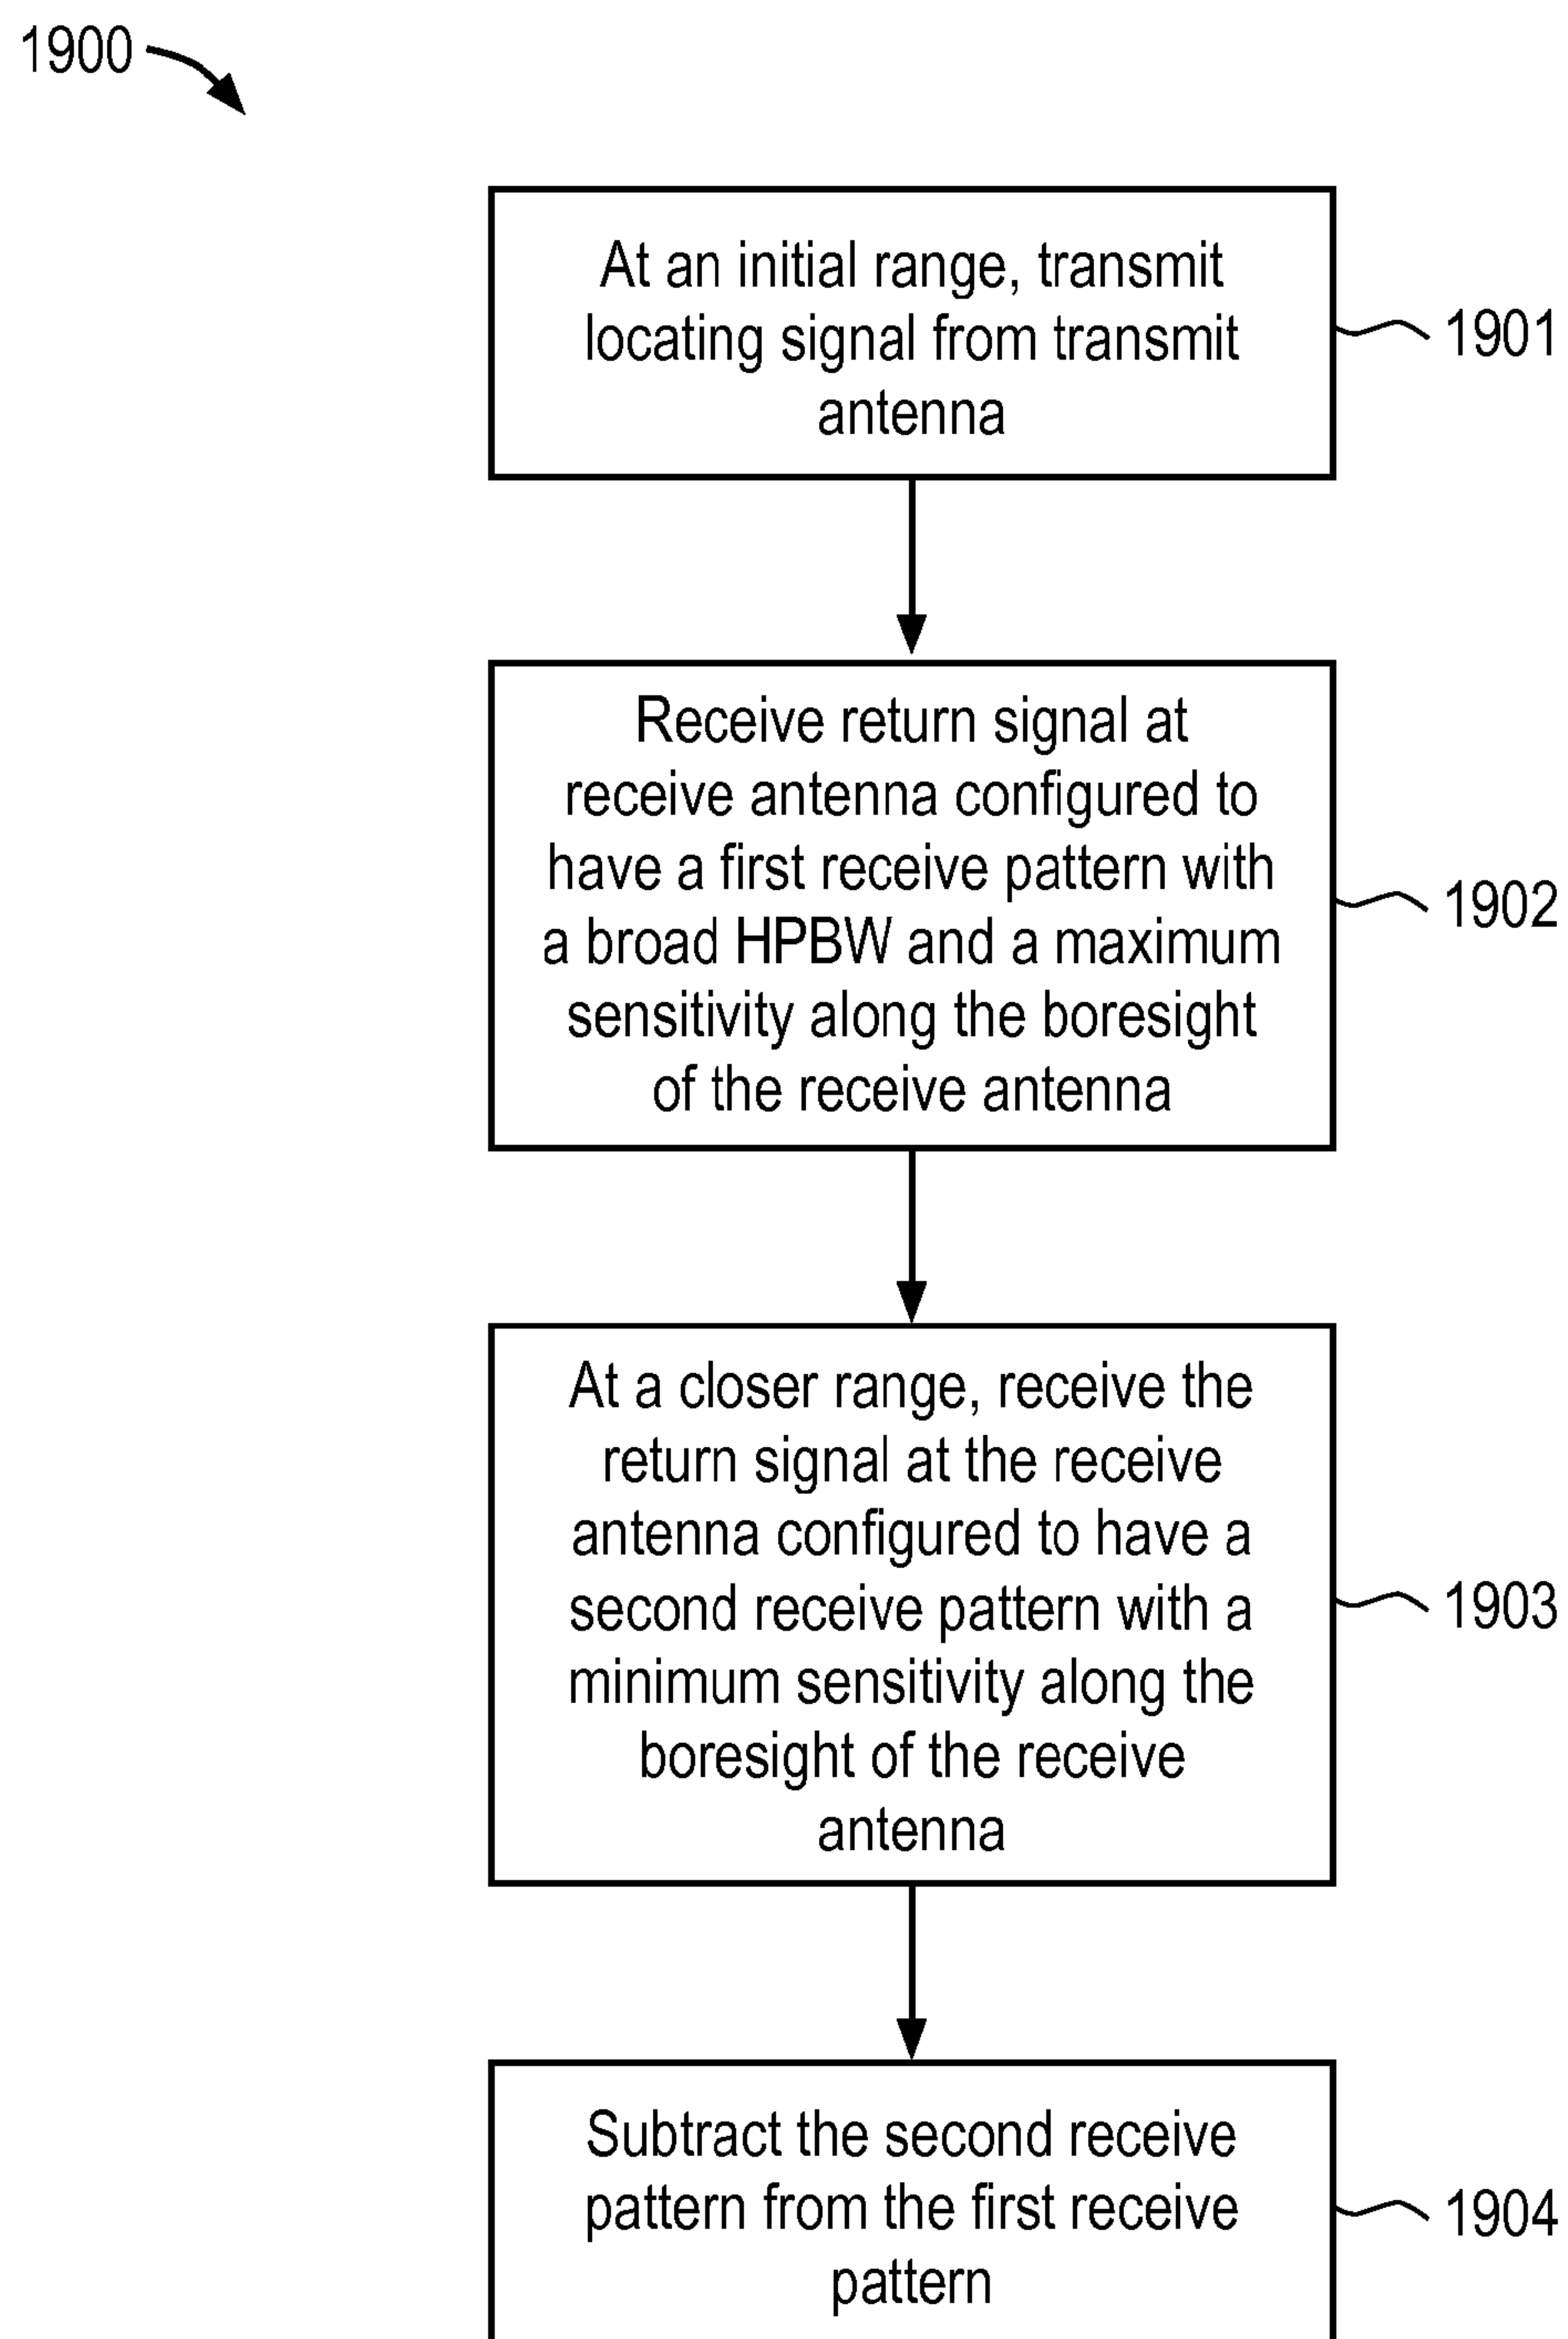 1900
At an initial range, transmit
locating signal from transmit
antenna
1901
Receive return signal at
receive antenna configured to
have a first receive pattern with
a broad HPBW and a maximum
sensitivity along the boresight
of the receive antenna
1902
At a closer range, receive the
return signal at the receive
antenna configured to have a
second receive pattern with a
minimum sensitivity along the
boresight of the receive
antenna
1903
Subtract the second receive
pattern from the first receive
pattern
1904